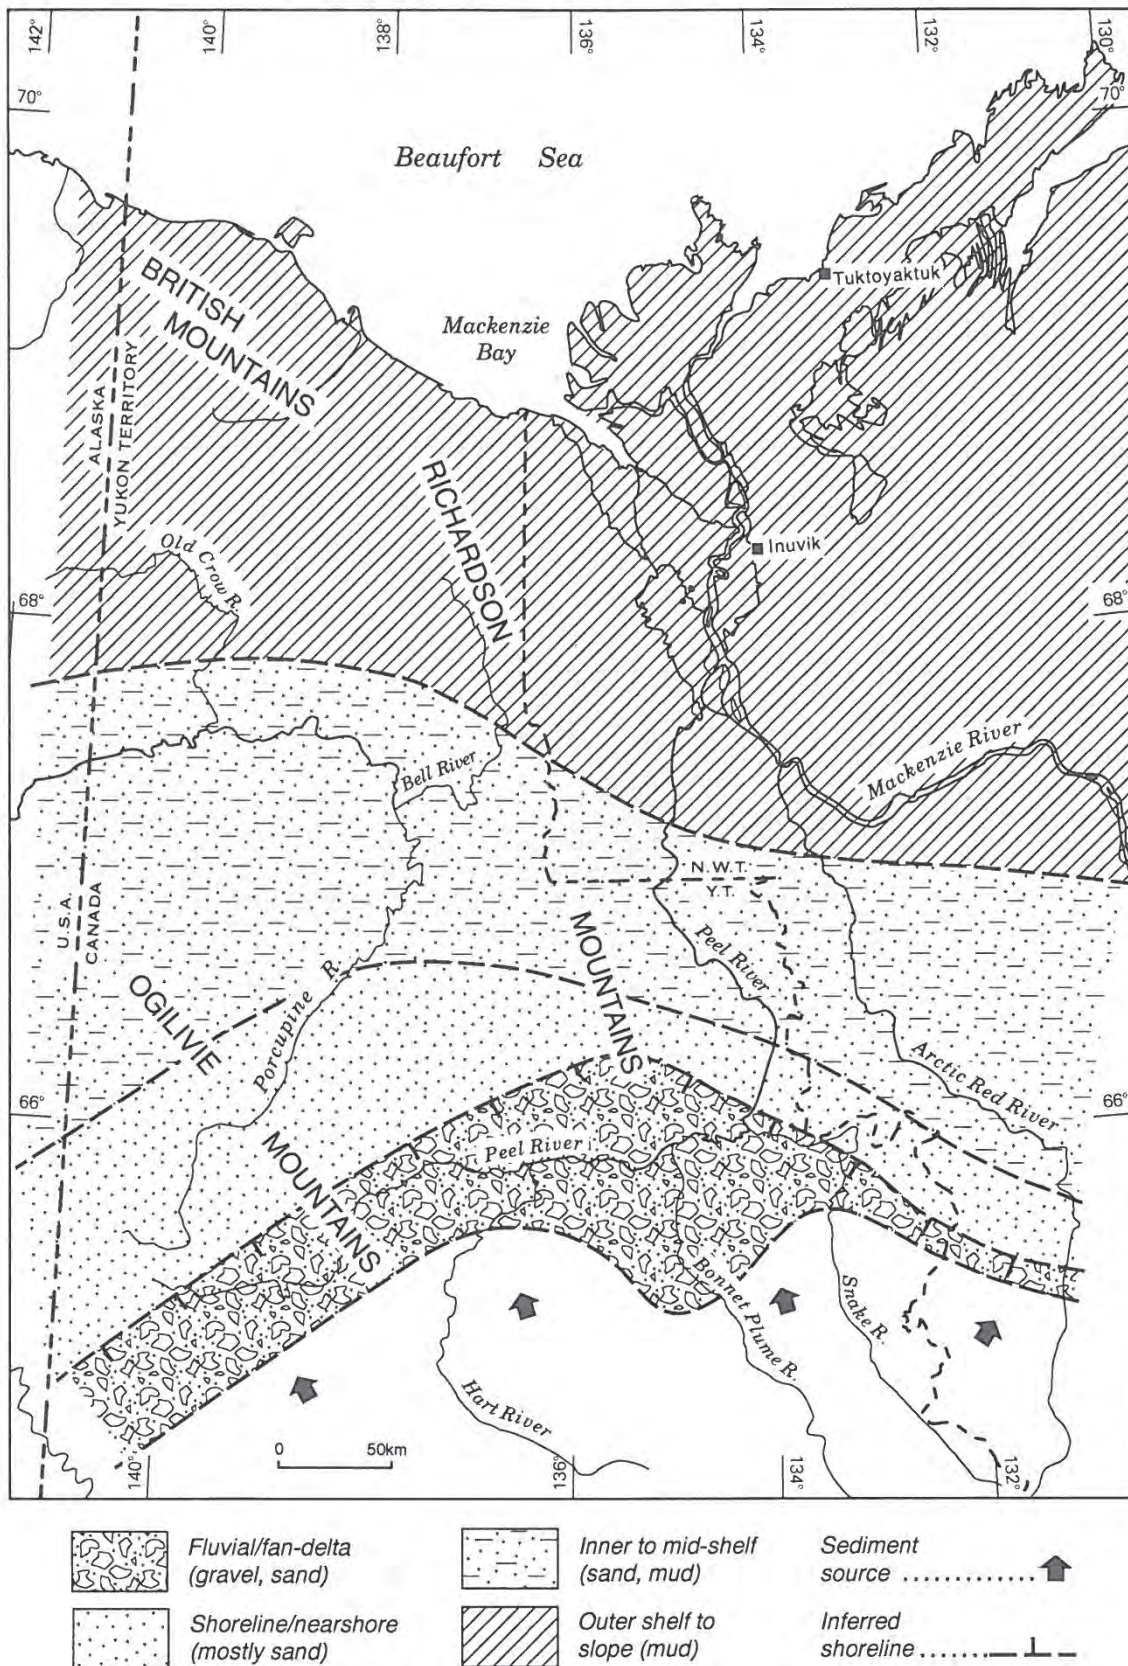 142°
140°
138°
136°
134°
132°
130°
70°
70°
Beaufort Sea
Tuktoyaktuk
BRITISH
MOUNTAINS
Mackenzie
Bay
ALASKA
YUKON TERRITORY
RICHARDSON
Inuvik
Old Crow R.
68°
68°
Mackenzie River
Bell River
N.W.T.
Y.T.
U.S.A.
CANADA
MOUNTAINS
Peel River
OGILIVIE
Porcupine R.
Arctic Red River
66°
66°
MOUNTAINS
Peel River
Bonnet Plume R.
Snake R.
Hart River
0 50km
140°
136°
134°
132°
Fluvial/fan-delta
(gravel, sand)
Inner to mid-shelf
(sand, mud)
Sediment
source
Shoreline/nearshore
(mostly sand)
Outer shelf to
slope (mud)
Inferred
shoreline